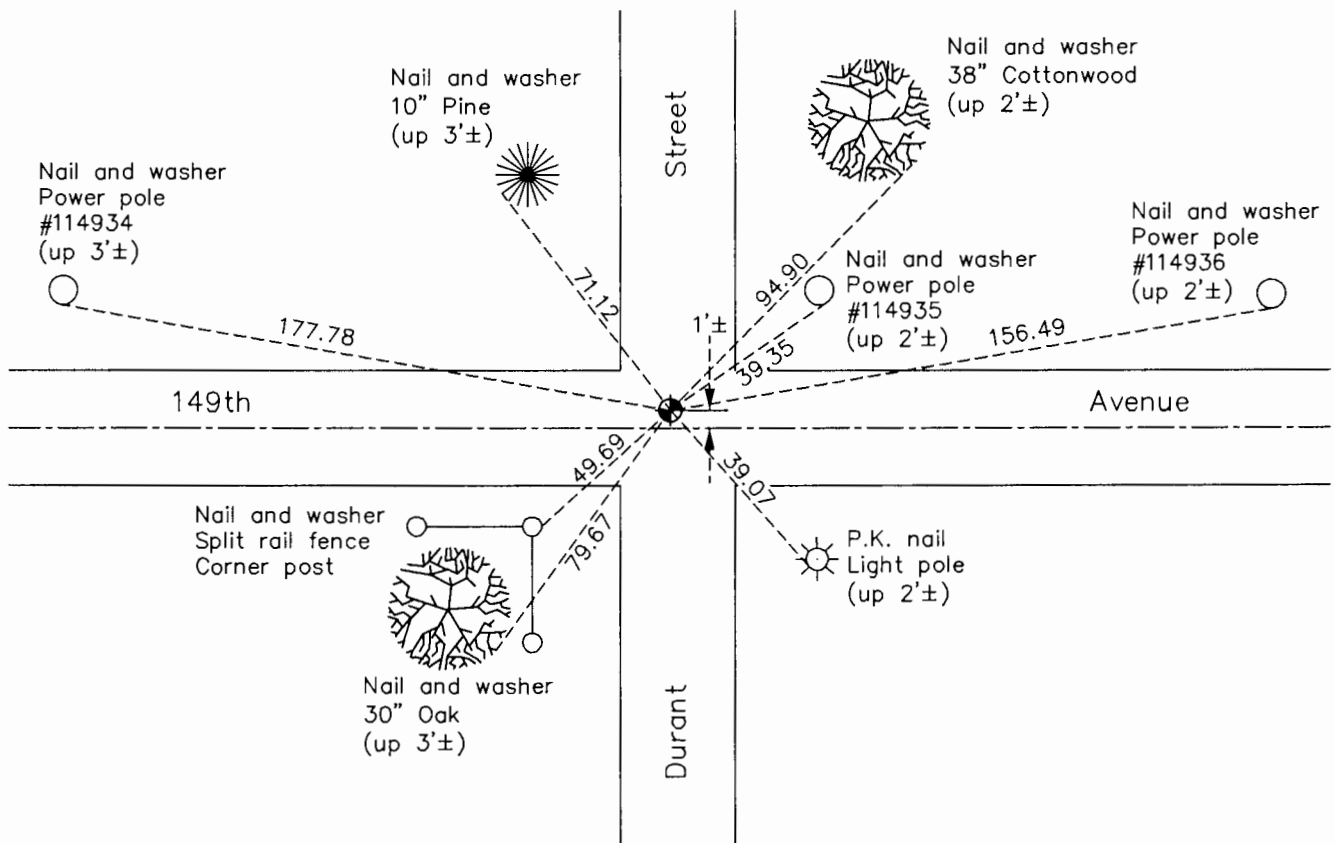 Nail and washer
38" Cottonwood
(up 2'±)
Nail and washer
10" Pine
(up 3'±)
Street
Nail and washer
Power pole
#114934
(up 3'±)
Nail and washer
Power pole
#114936
(up 2'±)
Nail and washer
Power pole
#114935
(up 2'±)
71.12
94.90
1'±
177.78
39.35
156.49
149th
Avenue
49.69
79.67
39.07
Nail and washer
Split rail fence
Corner post
P.K. nail
Light pole
(up 2'±)
Nail and washer
30" Oak
(up 3'±)
Durant